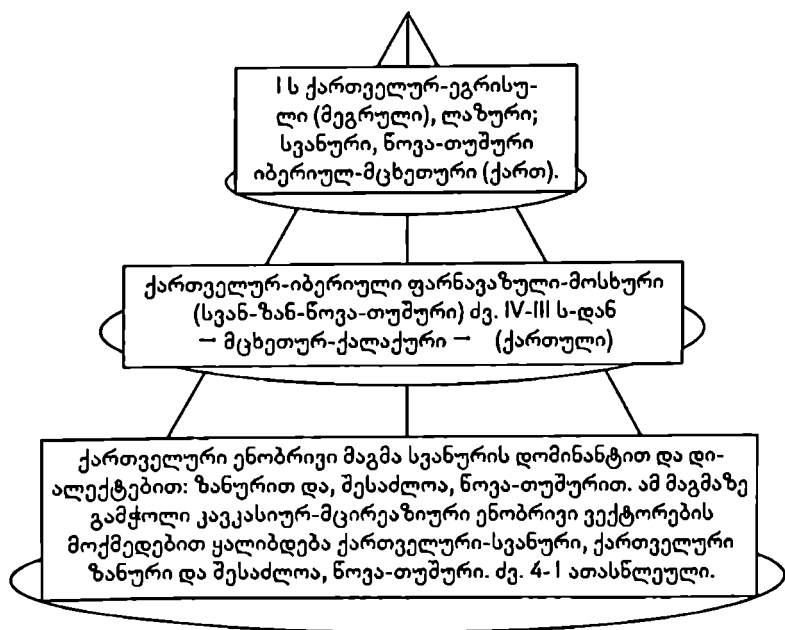 I ს ქართველურ-ეგრისუ-
ლი (მეგრული), ლაზური;
სვანური, წოვა-თუშური
იბერიულ-მცხეთური (ქართ).
ქართველურ-იბერიული ფარნავაზული-მოსხური
(სვან-ზან-წოვა-თუშური) ძვ. IV-III ს-დან
– მცხეთურ-ქალაქური – (ქართული)
ქართველური ენობრივი მაგმა სვანურის დომინანტით და დი-
ალექტებით: ზანურით და, შესაძლოა, წოვა-თუშურით. ამ მაგმაზე
გამჭოლი კავკასიურ-მცირეაზიური ენობრივი ვექტორების
მოქმედებით ყალიბდება ქართველური-სვანური, ქართველური
ზანური და შესაძლოა, წოვა-თუშური. ძვ. 4-I ათასწლეული.